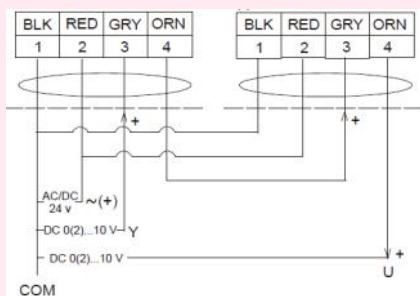 BLK RED GRY ORN
1 2 3 4
BLK RED GRY ORN
1 2 3 4
+
+
AC/DC
24 v
~(+)
DC 0(2)...10 V
Y
DC 0(2)...10 V
+
U
COM